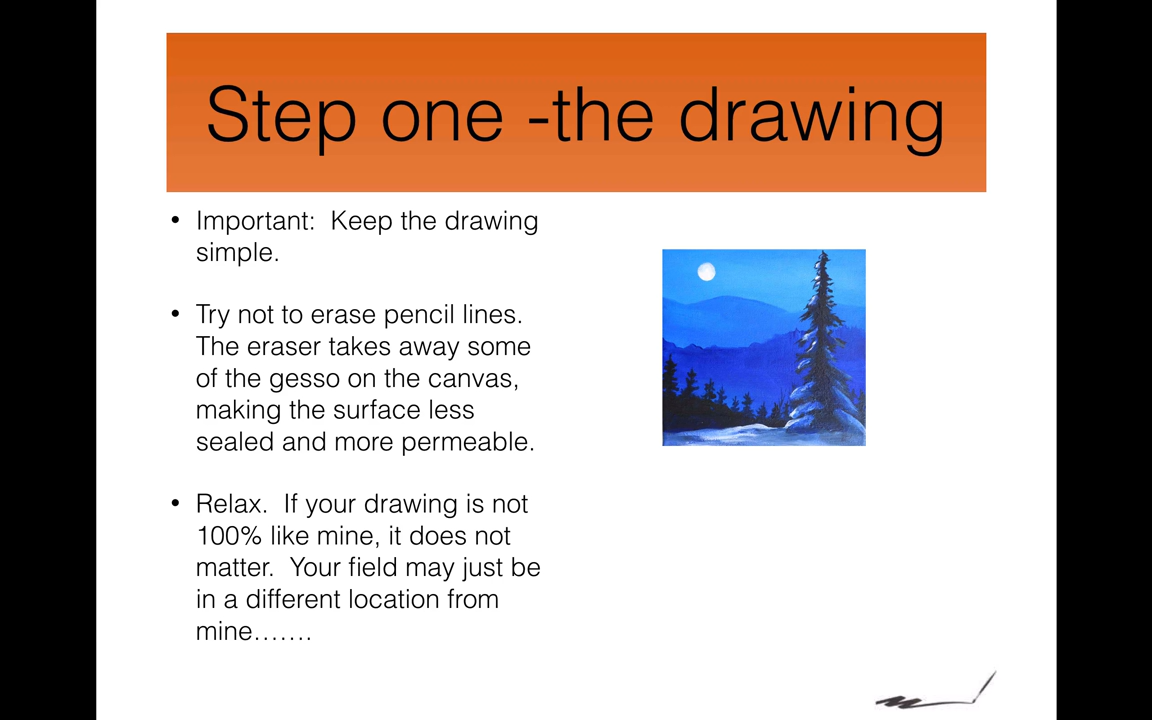 Step one -the drawing
• Important:  Keep the drawing
simple.
• Try not to erase pencil lines.
The eraser takes away some
of the gesso on the canvas,
making the surface less
sealed and more permeable.
• Relax.  If your drawing is not
100% like mine, it does not
matter.  Your field may just be
in a different location from
mine…….